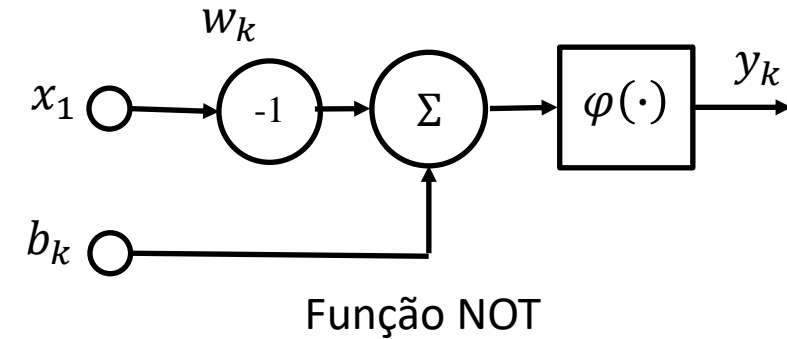 w_k
x_1 -1 Σ φ(·) y_k
b_k
Função NOT